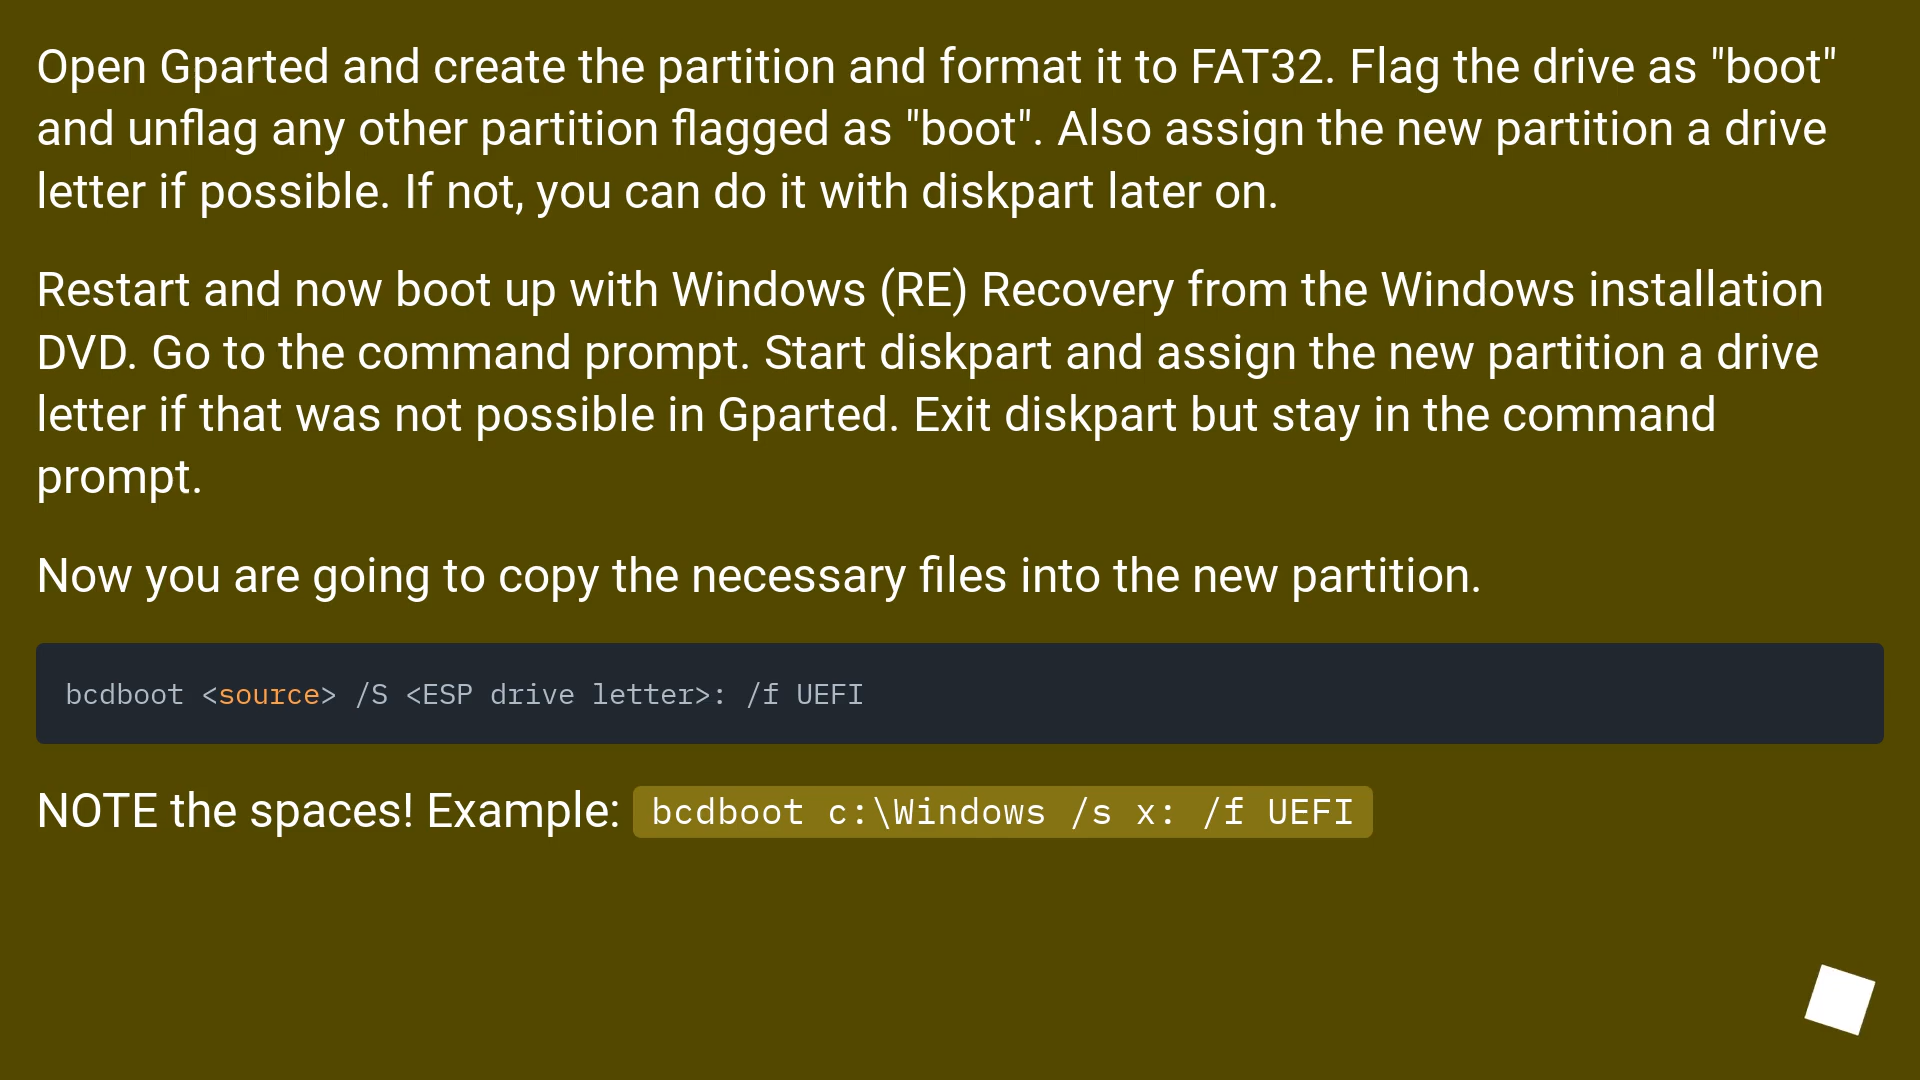 Open Gparted and create the partition and format it to FAT32. Flag the drive as "boot"
and unflag any other partition flagged as "boot". Also assign the new partition a drive
letter if possible. If not, you can do it with diskpart later on.
Restart and now boot up with Windows (RE) Recovery from the Windows installation
DVD. Go to the command prompt. Start diskpart and assign the new partition a drive
letter if that was not possible in Gparted. Exit diskpart but stay in the command
prompt.
Now you are going to copy the necessary files into the new partition.
bcdboot <source> /S <ESP drive letter>: /f UEFI
NOTE the spaces! Example: bcdboot c:\Windows /s x: /f UEFI